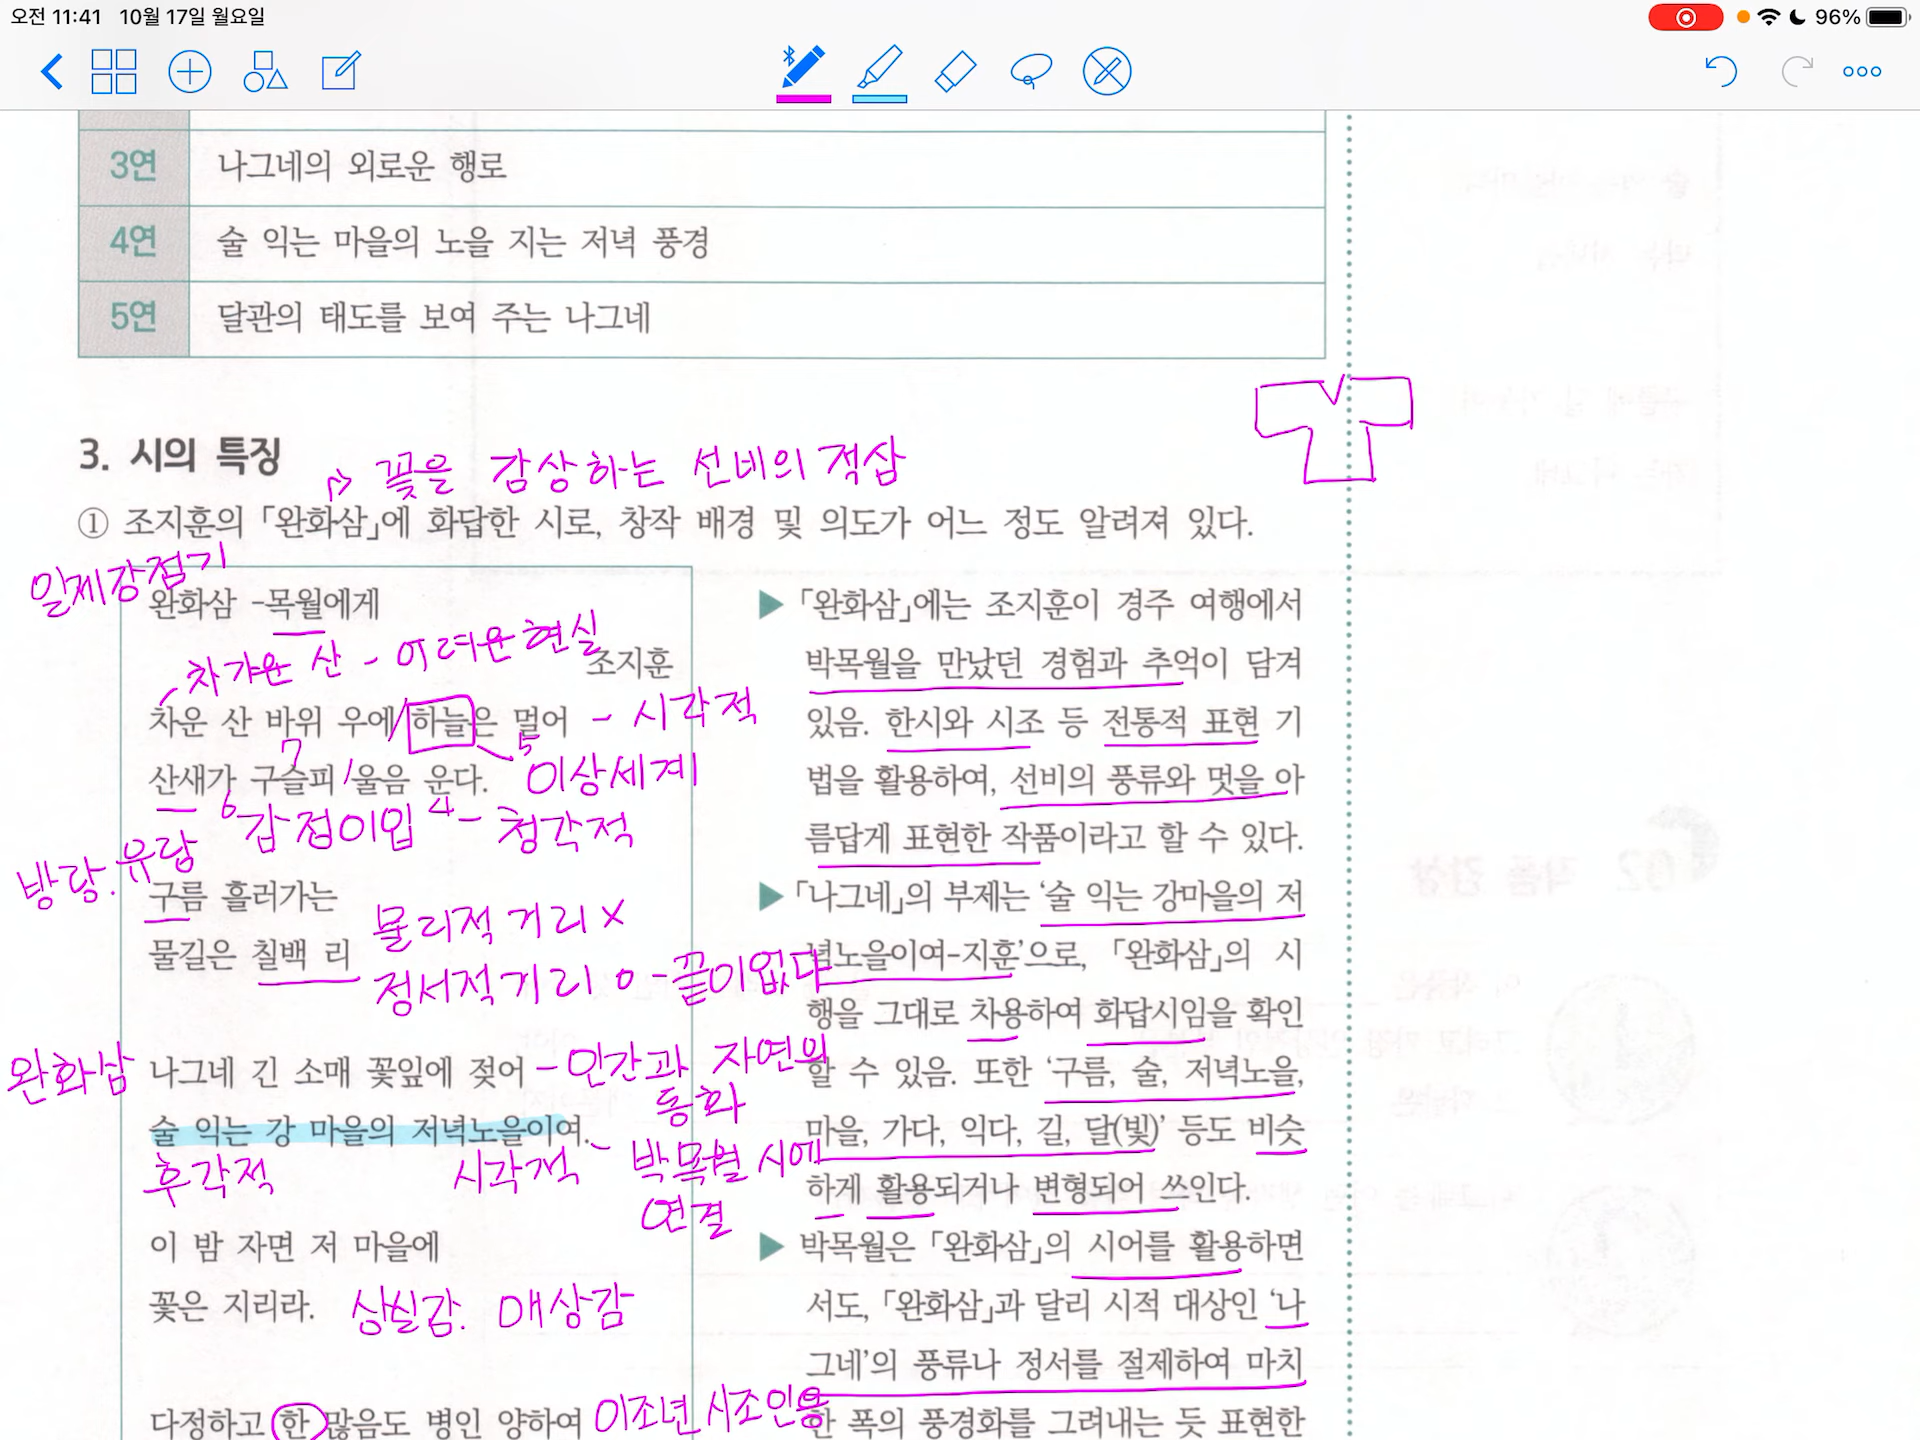 오전 11:41 10월 17일 월요일 96%
3연 나그네의 외로운 행로
4연 술 익는 마을의 노을 지는 저녁 풍경
5연 달관의 태도를 보여 주는 나그네
3. 시의 특징
꽃을 감상하는 선비의 적삼
① 조지훈의 「완화삼」에 화답한 시로, 창작 배경 및 의도가 어느 정도 알려져 있다.
일제강점기
완화삼 -목월에게
차가운 산 - 어려운 현실
조지훈
차운 산 바위 우에 하늘은 멀어 - 시각적
7 5
산새가 구슬피 울음 운다. 이상세계
6 감정이입 4 - 청각적
방랑. 유랑
구름 흘러가는
물리적 거리 X
물길은 칠백 리
정서적 거리 O - 끝이없다
완화삼
나그네 긴 소매 꽃잎에 젖어 - 인간과 자연의
동화
술 익는 강 마을의 저녁노을이여.
후각적 시각적 - 박목월 시에
연결
이 밤 자면 저 마을에
꽃은 지리라. 상실감. 애상감
다정하고 한 많음도 병인 양하여 이조년 시조 인용
▶ 「완화삼」에는 조지훈이 경주 여행에서
박목월을 만났던 경험과 추억이 담겨
있음. 한시와 시조 등 전통적 표현 기
법을 활용하여, 선비의 풍류와 멋을 아
름답게 표현한 작품이라고 할 수 있다.
▶ 「나그네」의 부제는 ‘술 익는 강마을의 저
녁노을이여-지훈’으로, 「완화삼」의 시
행을 그대로 차용하여 화답시임을 확인
할 수 있음. 또한 ‘구름, 술, 저녁노을,
마을, 가다, 익다, 길, 달(빛)’ 등도 비슷
하게 활용되거나 변형되어 쓰인다.
▶ 박목월은 「완화삼」의 시어를 활용하면
서도, 「완화삼」과 달리 시적 대상인 ‘나
그네’의 풍류나 정서를 절제하여 마치
한 폭의 풍경화를 그려내는 듯 표현한